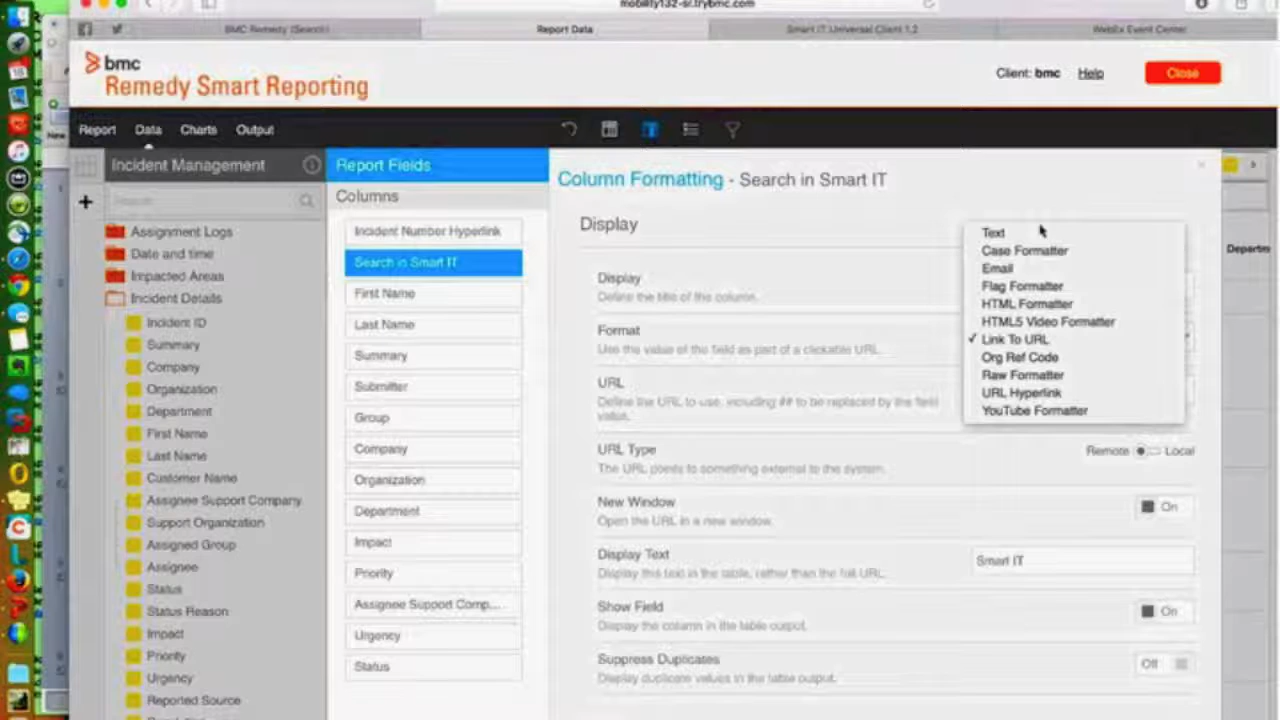 mobility132-sr.trybmc.com
BMC Remedy (Search)
Report Data
Smart IT Universal Client 1.2
WebEx Event Center
bmc
Remedy Smart Reporting
Client: bmc
Help
Close
Report
Data
Charts
Output
Incident Management
Search
Assignment Logs
Date and time
Impacted Areas
Incident Details
Incident ID
Summary
Company
Organization
Department
First Name
Last Name
Customer Name
Assignee Support Company
Support Organization
Assigned Group
Assignee
Status
Status Reason
Impact
Priority
Urgency
Reported Source
Report Fields
Columns
Incident Number Hyperlink
Search in Smart IT
First Name
Last Name
Summary
Submitter
Group
Company
Organization
Department
Impact
Priority
Assignee Support Comp...
Urgency
Status
Column Formatting - Search in Smart IT
Display
Display
Define the title of the column.
Format
Use the value of the field as part of a clickable URL.
URL
Define the URL to use, including ## to be replaced by the field
value.
URL Type
The URL points to something external to the system.
Remote
Local
New Window
Open the URL in a new window.
On
Display Text
Display this text in the table, rather than the full URL.
Smart IT
Show Field
Display the column in the table output.
On
Suppress Duplicates
Display duplicate values in the table output.
Off
Text
Case Formatter
Email
Flag Formatter
HTML Formatter
HTML5 Video Formatter
✓ Link To URL
Org Ref Code
Raw Formatter
URL Hyperlink
YouTube Formatter
Departm